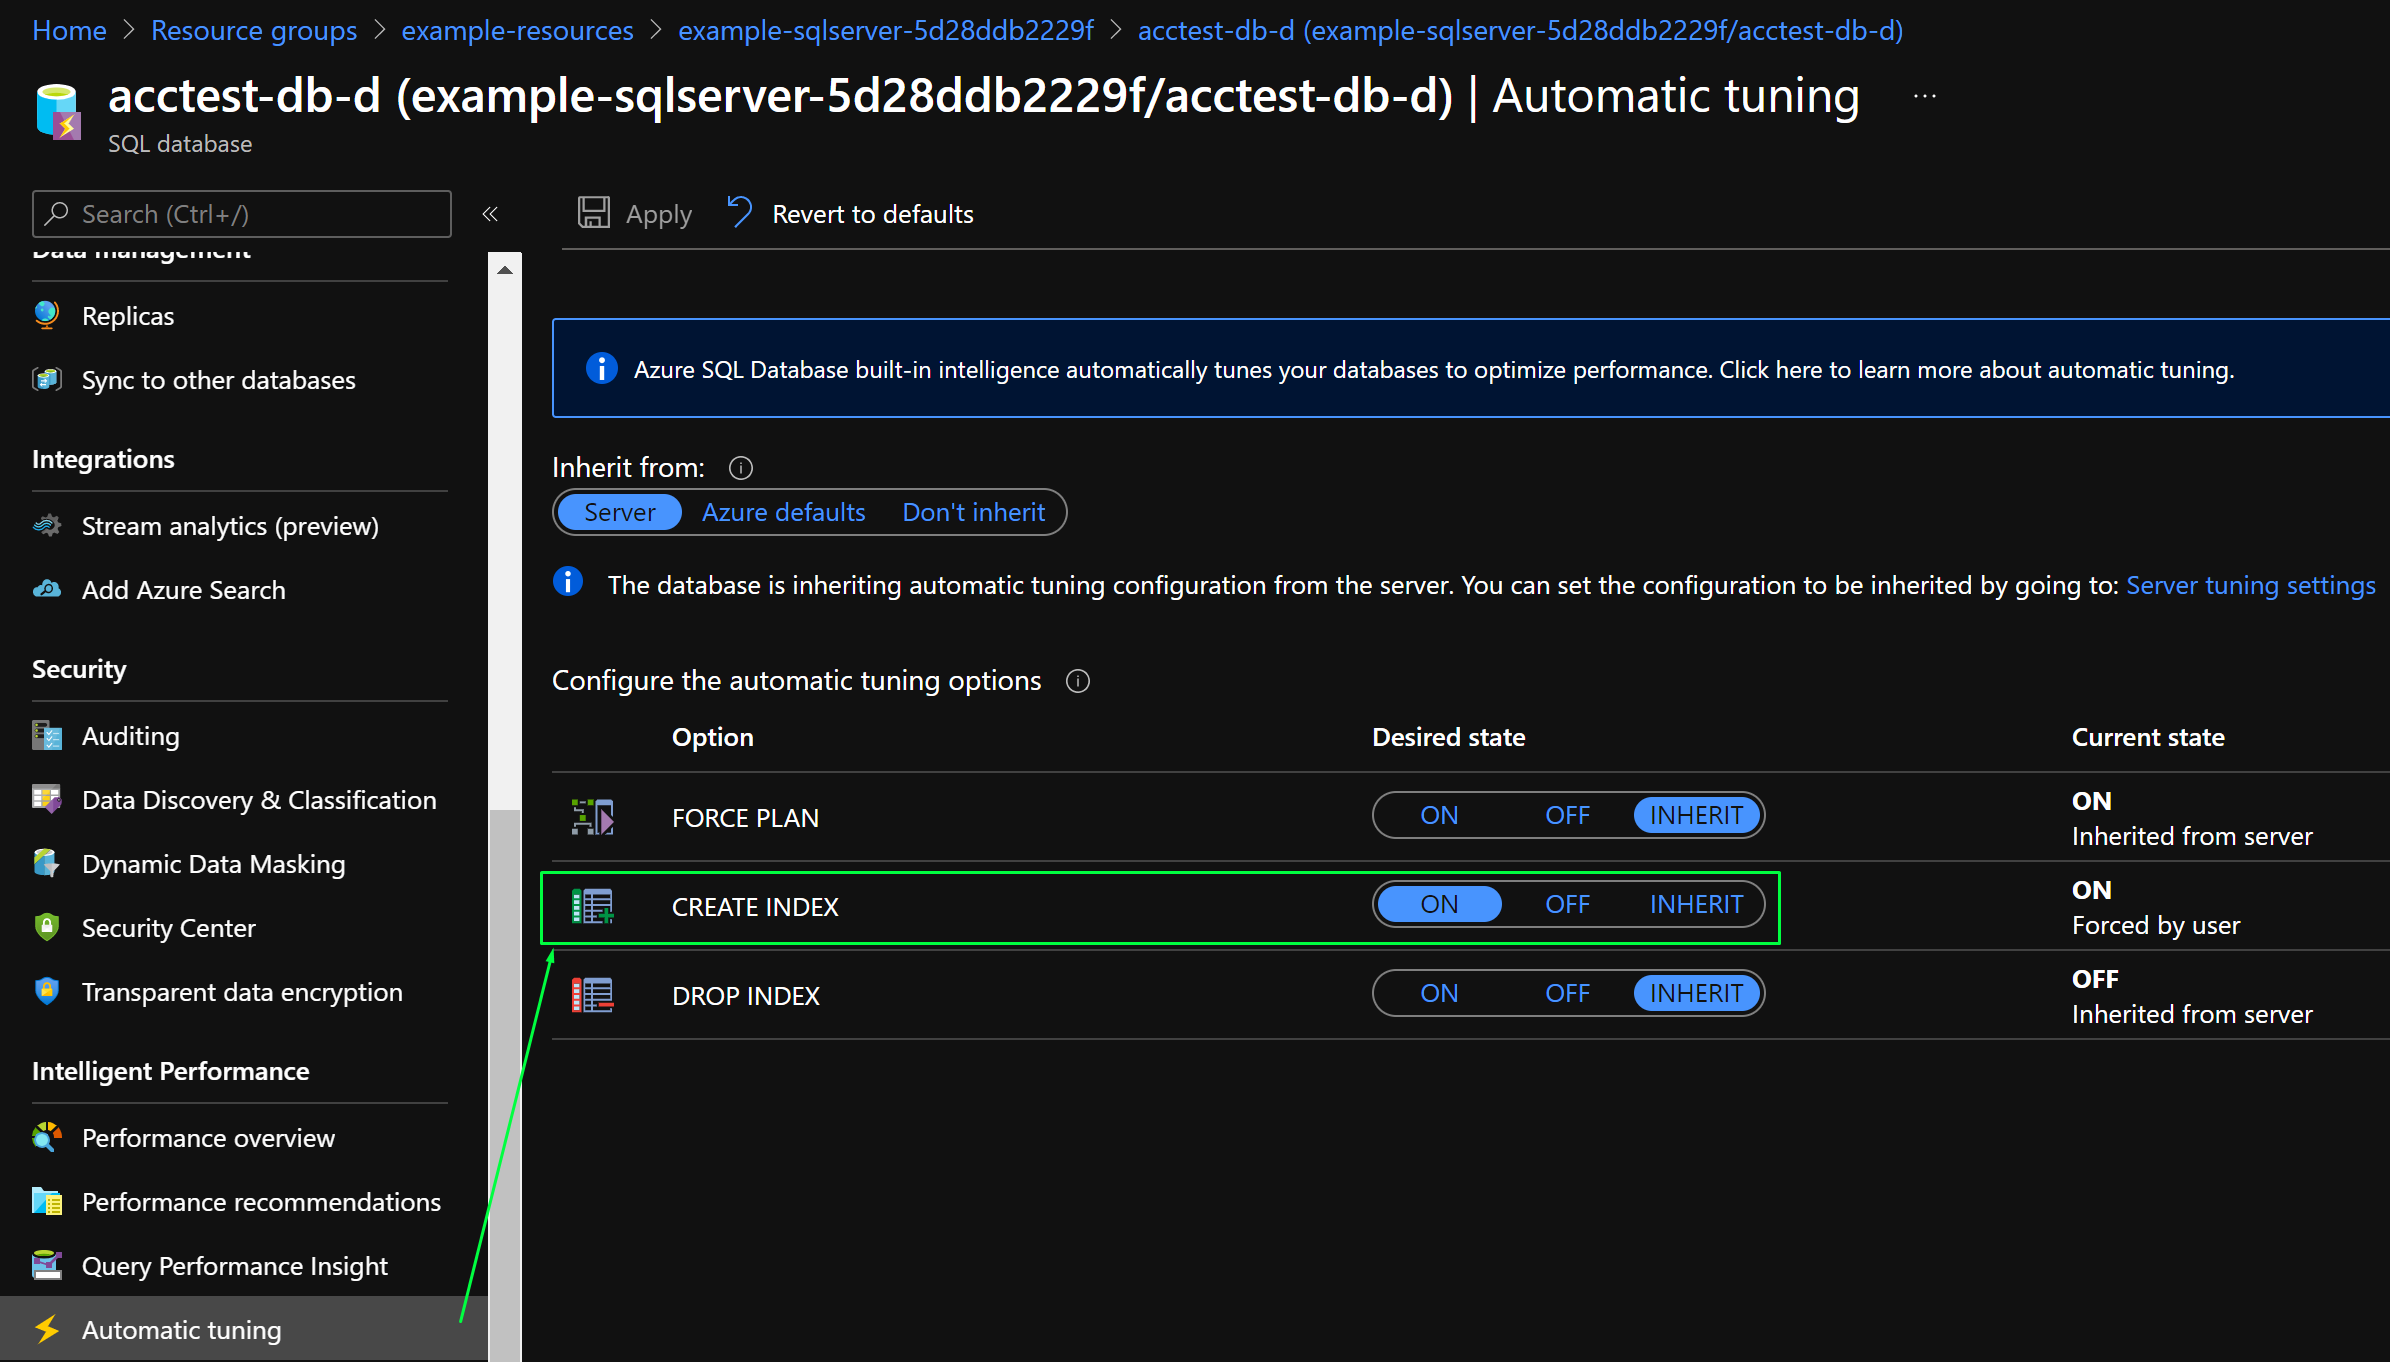 Home > Resource groups > example-resources > example-sqlserver-5d28ddb2229f > acctest-db-d (example-sqlserver-5d28ddb2229f/acctest-db-d)
acctest-db-d (example-sqlserver-5d28ddb2229f/acctest-db-d) | Automatic tuning ...
SQL database
Search (Ctrl+/)
«
Apply
Revert to defaults
Data management
Replicas
Sync to other databases
Integrations
Stream analytics (preview)
Add Azure Search
Security
Auditing
Data Discovery & Classification
Dynamic Data Masking
Security Center
Transparent data encryption
Intelligent Performance
Performance overview
Performance recommendations
Query Performance Insight
Automatic tuning
Azure SQL Database built-in intelligence automatically tunes your databases to optimize performance. Click here to learn more about automatic tuning.
Inherit from:
Server Azure defaults Don't inherit
The database is inheriting automatic tuning configuration from the server. You can set the configuration to be inherited by going to: Server tuning settings
Configure the automatic tuning options
Option Desired state Current state
FORCE PLAN ON OFF INHERIT ON
Inherited from server
CREATE INDEX ON OFF INHERIT ON
Forced by user
DROP INDEX ON OFF INHERIT OFF
Inherited from server